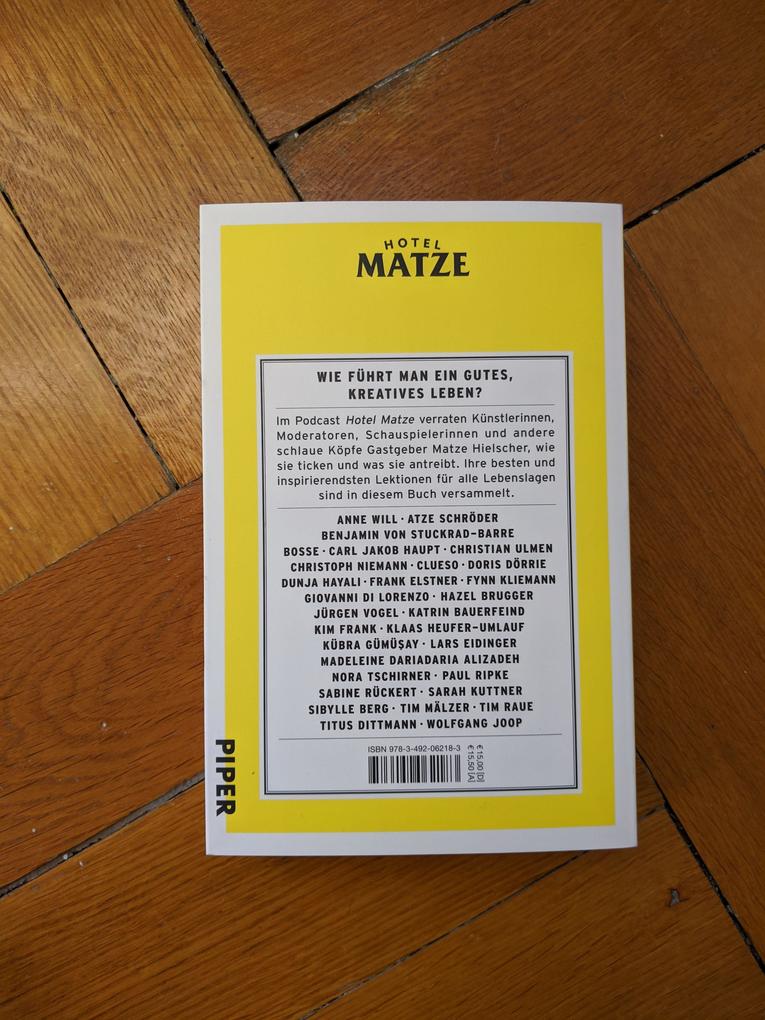 HOTEL
MATZE
WIE FÜHRT MAN EIN GUTES,
KREATIVES LEBEN?
Im Podcast Hotel Matze verraten Künstlerinnen,
Moderatoren, Schauspielerinnen und andere
schlaue Köpfe Gastgeber Matze Hielscher, wie
sie ticken und was sie antreibt. Ihre besten und
inspirierendsten Lektionen für alle Lebenslagen
sind in diesem Buch versammelt.
ANNE WILL · ATZE SCHRÖDER
BENJAMIN VON STUCKRAD-BARRE
BOSSE · CARL JAKOB HAUPT · CHRISTIAN ULMEN
CHRISTOPH NIEMANN · CLUESO · DORIS DÖRRIE
DUNJA HAYALI · FRANK ELSTNER · FYNN KLIEMANN
GIOVANNI DI LORENZO · HAZEL BRUGGER
JÜRGEN VOGEL · KATRIN BAUERFEIND
KIM FRANK · KLAAS HEUFER-UMLAUF
KÜBRA GÜMÜŞAY · LARS EIDINGER
MADELEINE DARIADARIA ALIZADEH
NORA TSCHIRNER · PAUL RIPKE
SABINE RÜCKERT · SARAH KUTTNER
SIBYLLE BERG · TIM MÄLZER · TIM RAUE
TITUS DITTMANN · WOLFGANG JOOP
ISBN 978-3-492-06218-3
€ 15,00 [D]
€ 15,50 [A]
PIPER